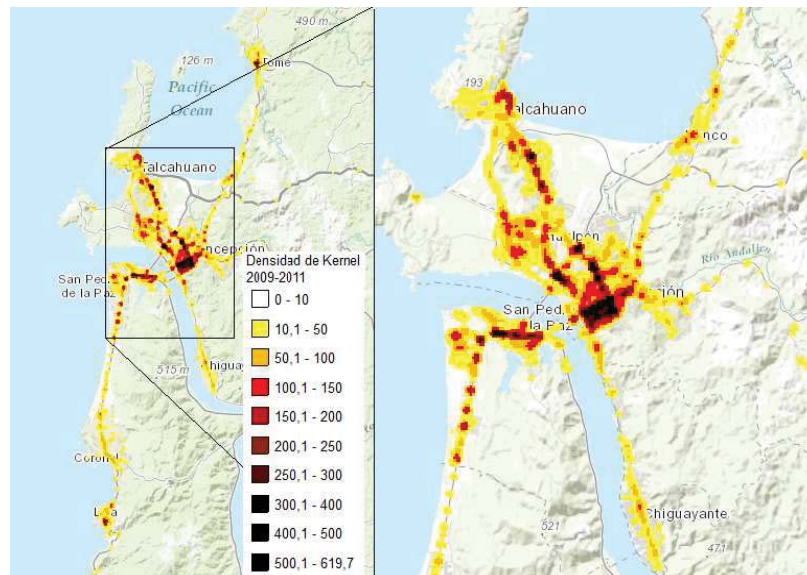 490 m
Tomé
126 m
Pacific
Ocean
Talcahuano
San Ped
de la Paz
515 m
Densidad de Kernel
2009-2011
0 - 10
10,1 - 50
50,1 - 100
100,1 - 150
150,1 - 200
200,1 - 250
250,1 - 300
300,1 - 400
400,1 - 500
500,1 - 619,7
193
Talcahuano
Río Andalién
San Ped
la Paz
Chiguayante
521
471